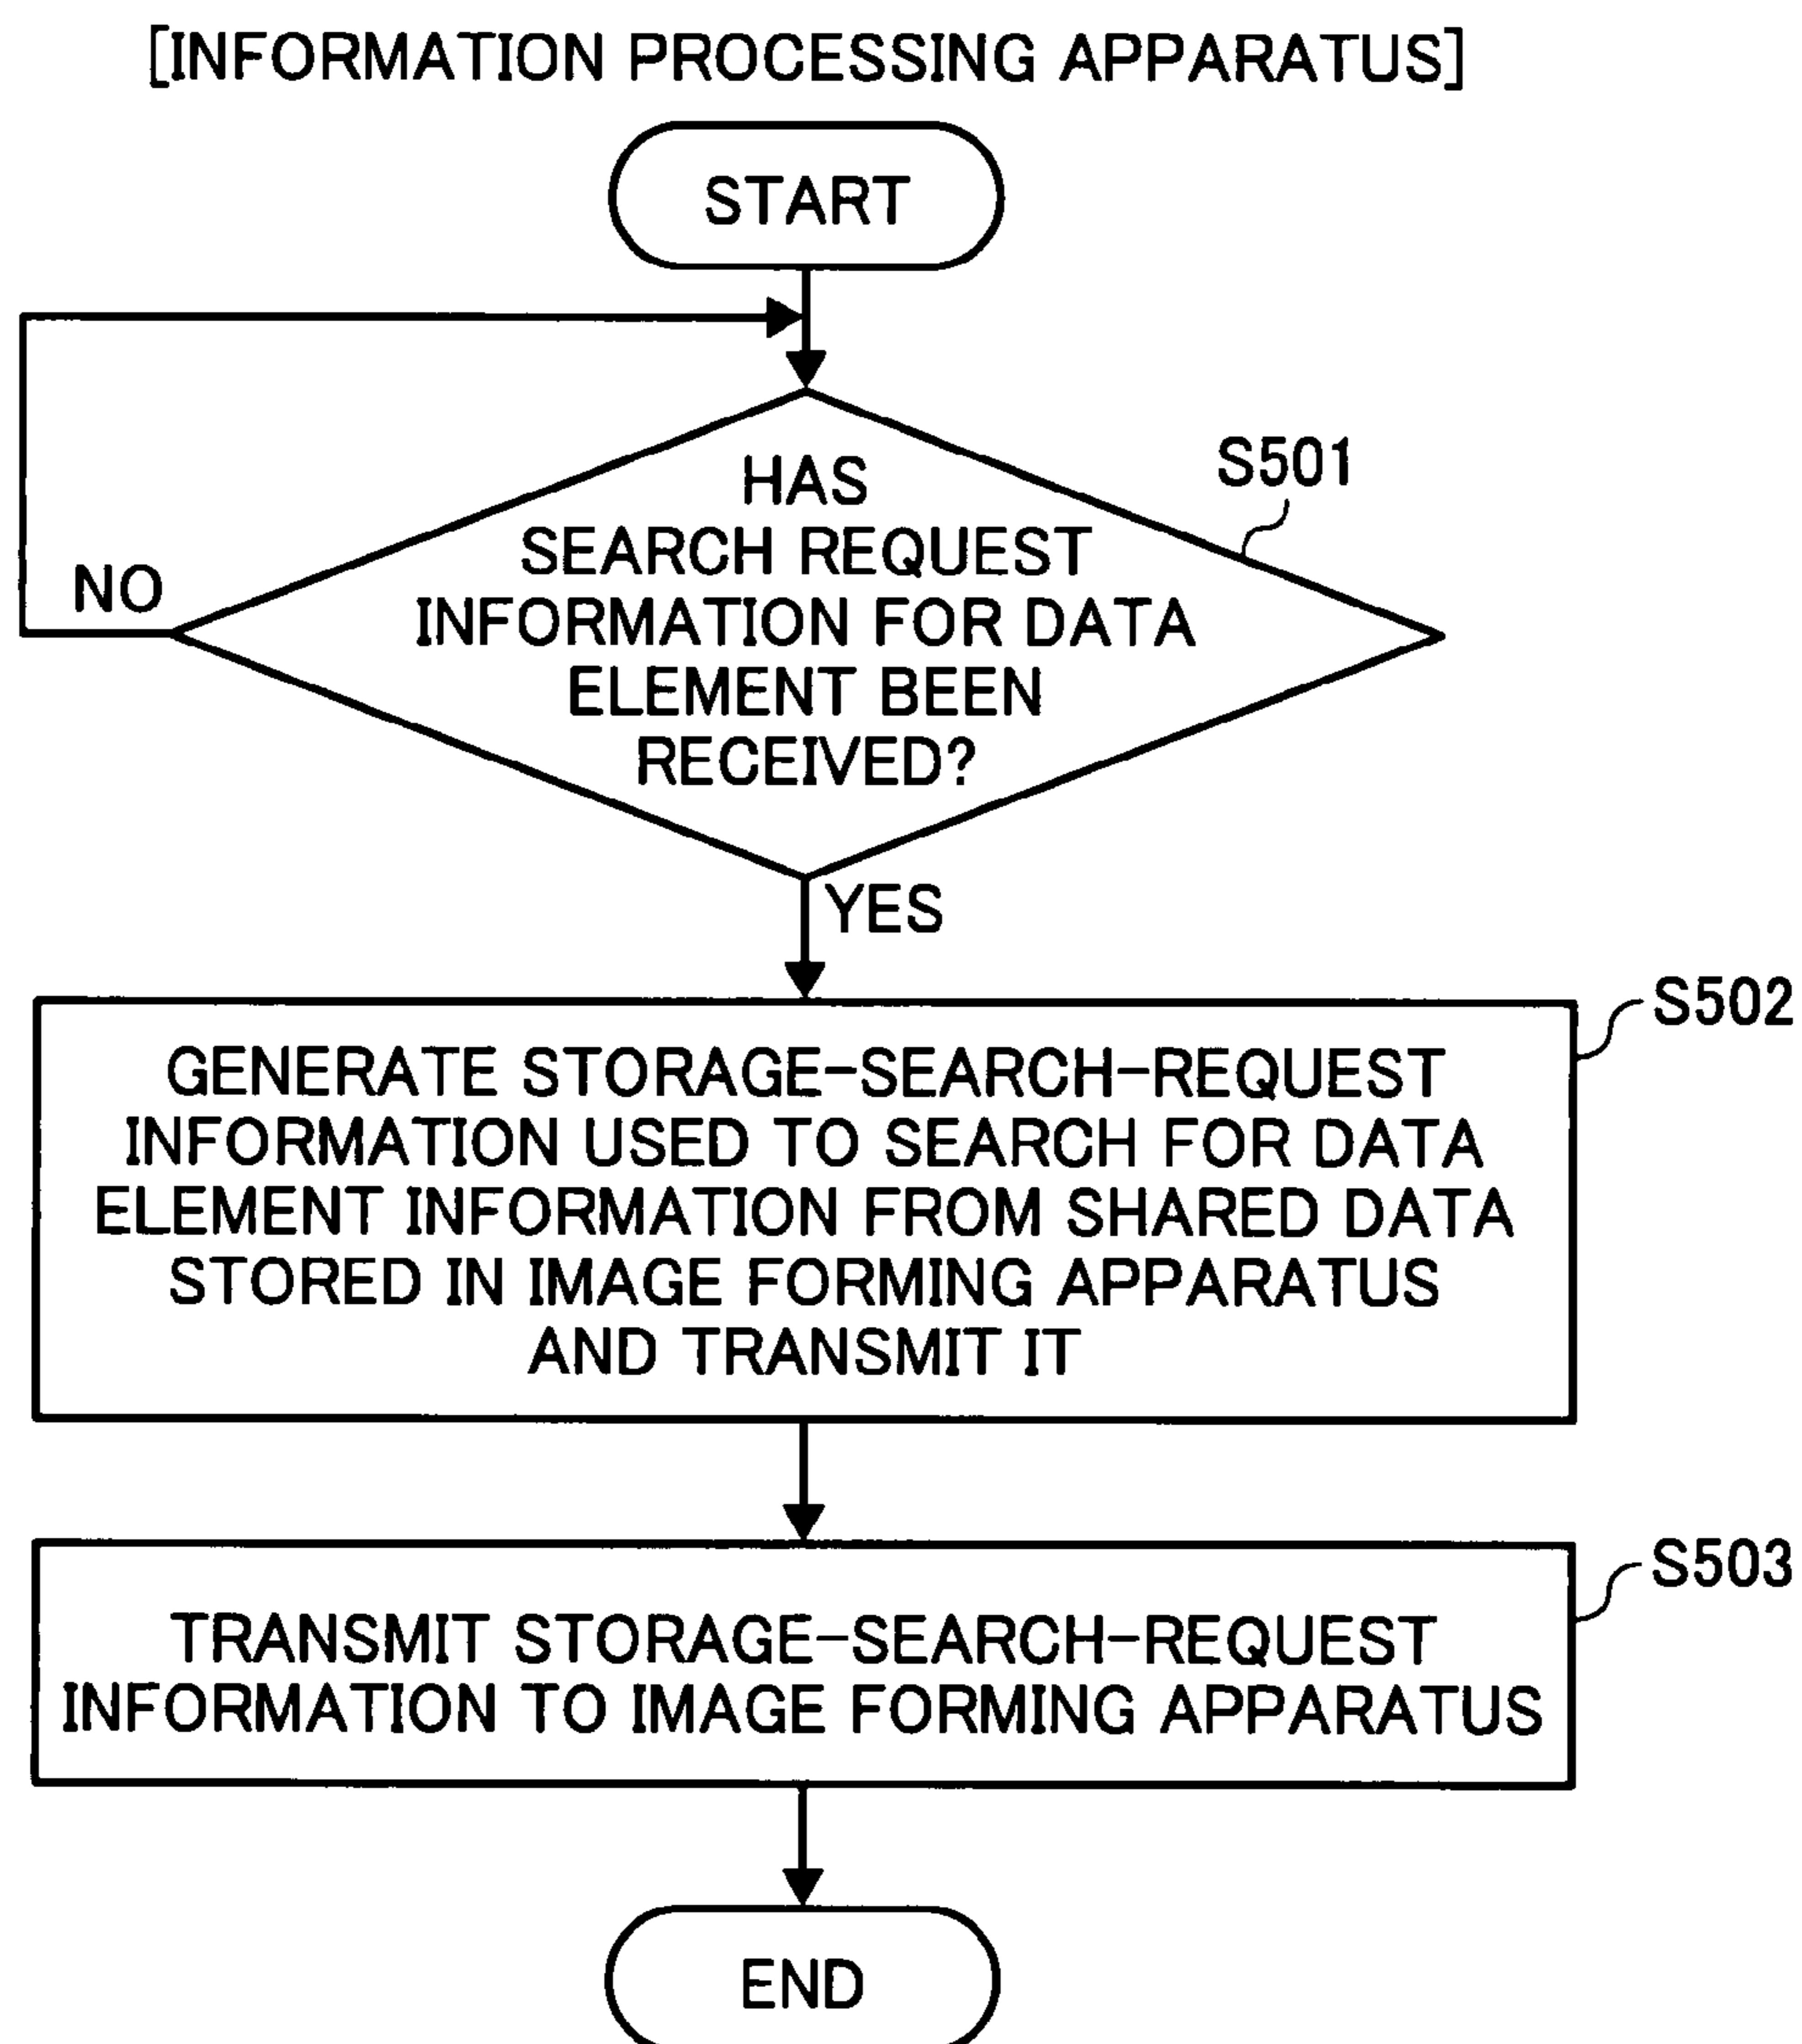 [INFORMATION PROCESSING APPARATUS]
START
HAS
SEARCH REQUEST
INFORMATION FOR DATA
ELEMENT BEEN
RECEIVED?
S501
NO
YES
S502
GENERATE STORAGE-SEARCH-REQUEST
INFORMATION USED TO SEARCH FOR DATA
ELEMENT INFORMATION FROM SHARED DATA
STORED IN IMAGE FORMING APPARATUS
AND TRANSMIT IT
S503
TRANSMIT STORAGE-SEARCH-REQUEST
INFORMATION TO IMAGE FORMING APPARATUS
END